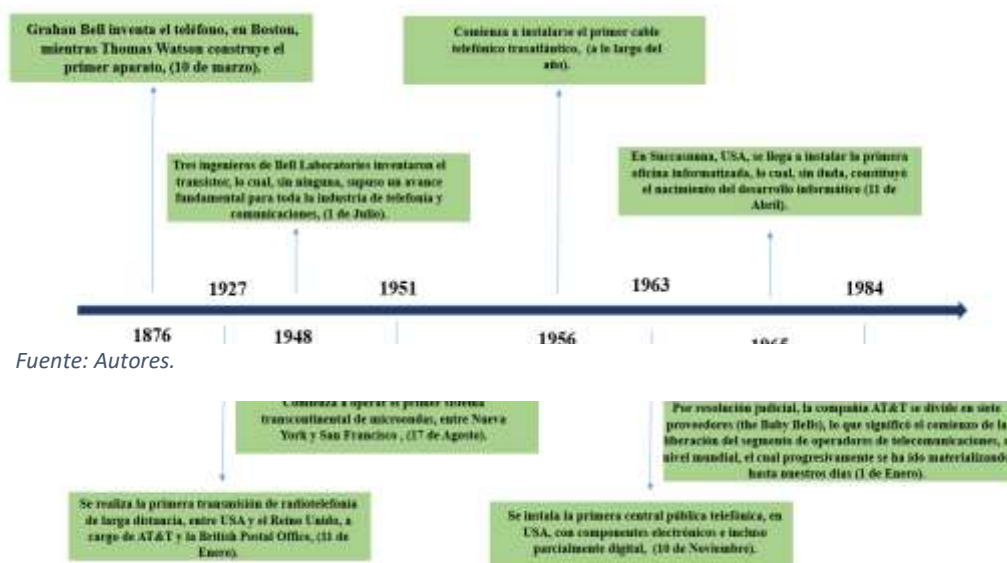 Grahan Bell inventa el teléfono, en Boston,
mientras Thomas Watson construye el
primer aparato, (10 de marzo).
Comienza a instalarse el primer cable
telefónico trasatlántico, (a lo largo del
año).
Tres ingenieros de Bell Laboratories inventaron el
transistor, lo cual, sin ninguna, supuso un avance
fundamental para toda la industria de telefonía y
comunicaciones, (1 de Julio).
En Succasunna, USA, se llega a instalar la primera
oficina informatizada, lo cual, sin duda, constituyó
el nacimiento del desarrollo informático (11 de
Abril).
1927
1951
1963
1984
1876
1948
1956
1965
Fuente: Autores.
Comienza a operar el primer sistema
transcontinental de microondas, entre Nueva
York y San Francisco , (17 de Agosto).
Por resolución judicial, la compañía AT&T se divide en siete
proveedores (the Baby Bells), lo que significó el comienzo de la
liberación del segmento de operadores de telecomunicaciones,
nivel mundial, el cual progresivamente se ha ido materializando
hasta nuestros días (1 de Enero).
Se realiza la primera transmisión de radiotelefonía
de larga distancia, entre USA y el Reino Unido, a
cargo de AT&T y la British Postal Office, (11 de
Enero).
Se instala la primera central pública telefónica, en
USA, con componentes electrónicos e incluso
parcialmente digital, (10 de Noviembre).